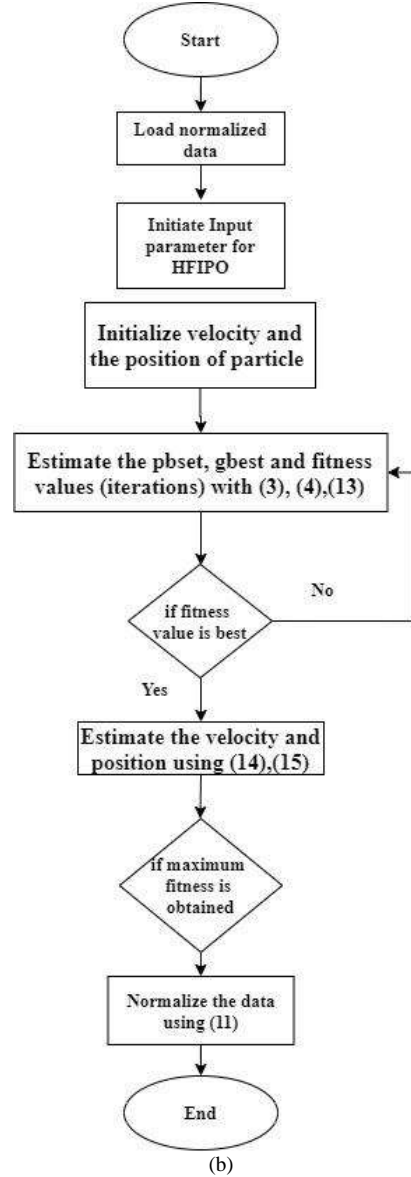 Start
Load normalized
data
Initiate Input
parameter for
HFIPO
Initialize velocity and
the position of particle
Estimate the pbset, gbest and fitness
values (iterations) with (3), (4),(13)
if fitness
value is best
No
Yes
Estimate the velocity and
position using (14),(15)
if maximum
fitness is
obtained
Normalize the data
using (11)
End
(b)